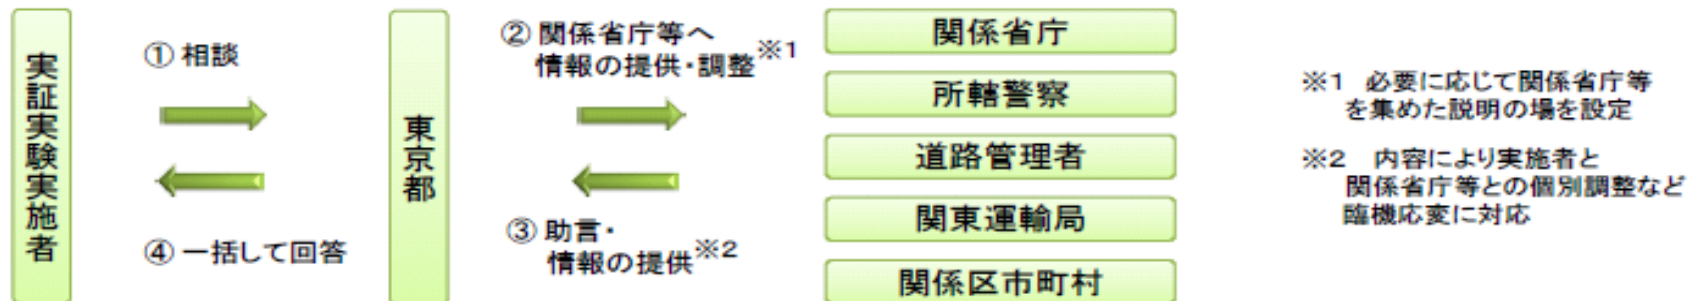 実証実験実施者
① 相談
④ 一括して回答
東京都
② 関係省庁等へ
情報の提供・調整※1
③ 助言・
情報の提供※2
関係省庁
所轄警察
道路管理者
関東運輸局
関係区市町村
※1 必要に応じて関係省庁等
を集めた説明の場を設定
※2 内容により実施者と
関係省庁等との個別調整など
臨機応変に対応